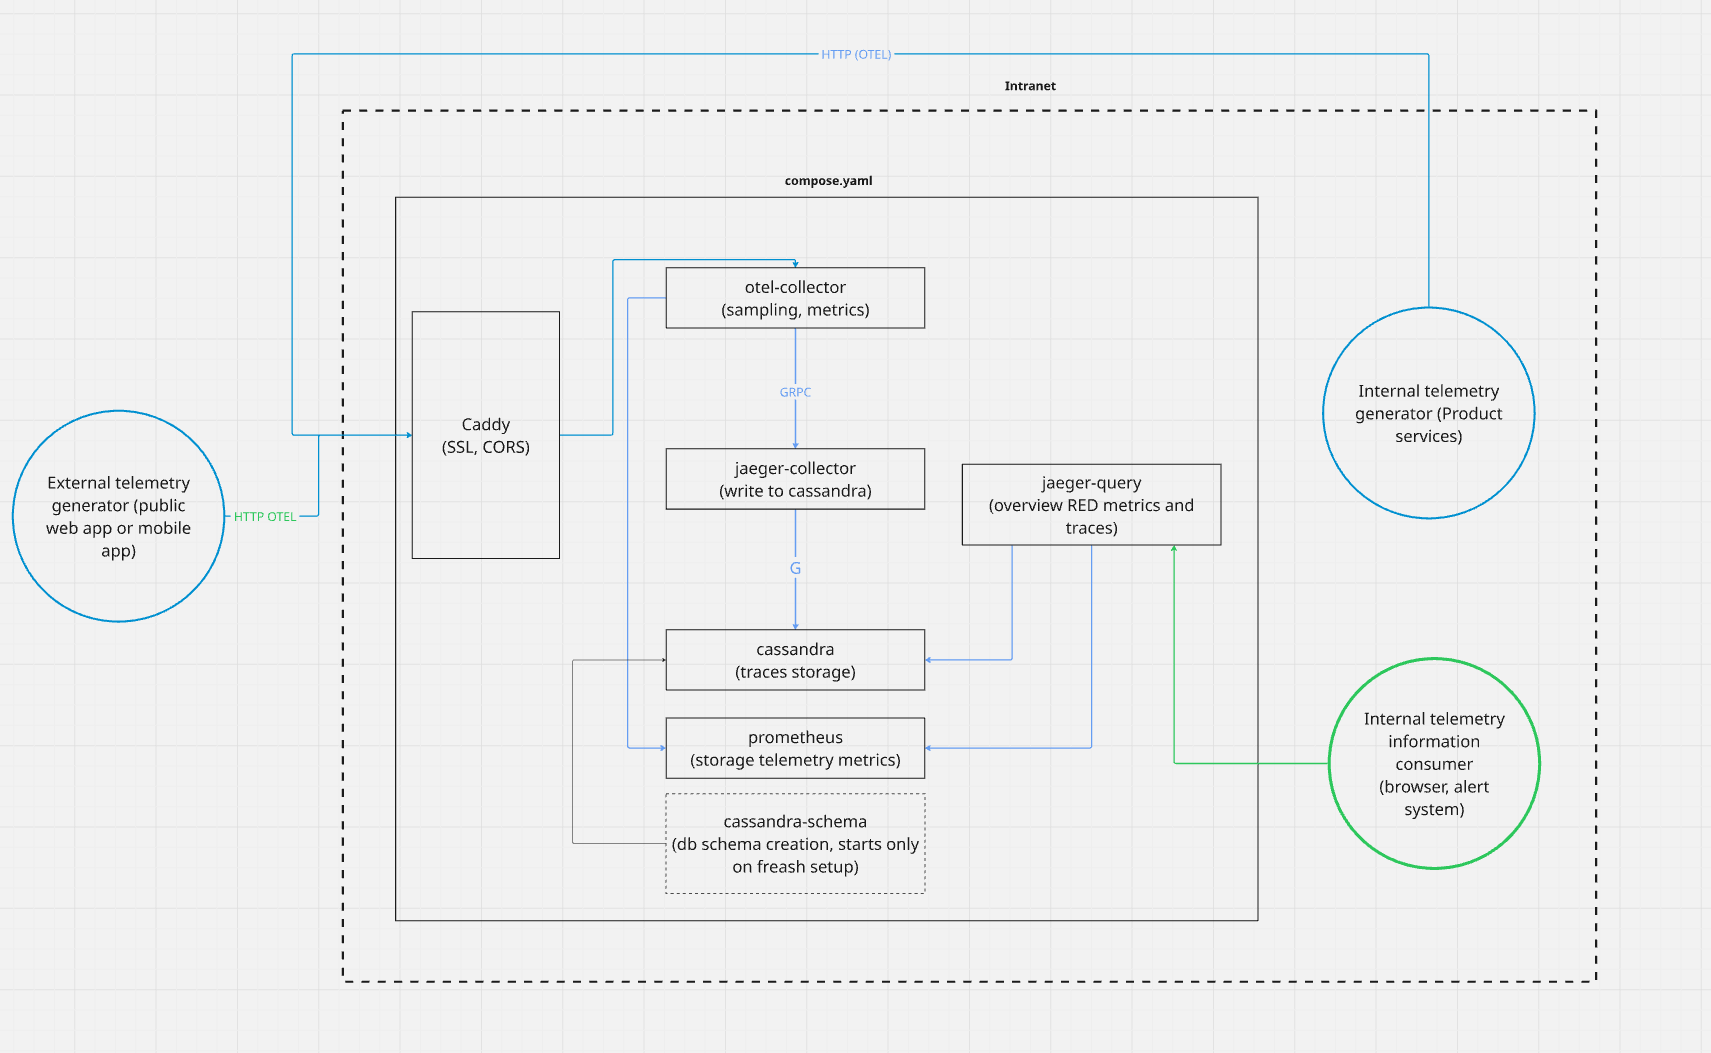 HTTP (OTEL)
Intranet
compose.yaml
otel-collector
(sampling, metrics)
Caddy
(SSL, CORS)
GRPC
Internal telemetry
generator (Product
services)
External telemetry
generator (public
web app or mobile
app)
HTTP OTEL
jaeger-collector
(write to cassandra)
jaeger-query
(overview RED metrics and
traces)
G
cassandra
(traces storage)
prometheus
(storage telemetry metrics)
Internal telemetry
information
consumer
(browser, alert
system)
cassandra-schema
(db schema creation, starts only
on freash setup)